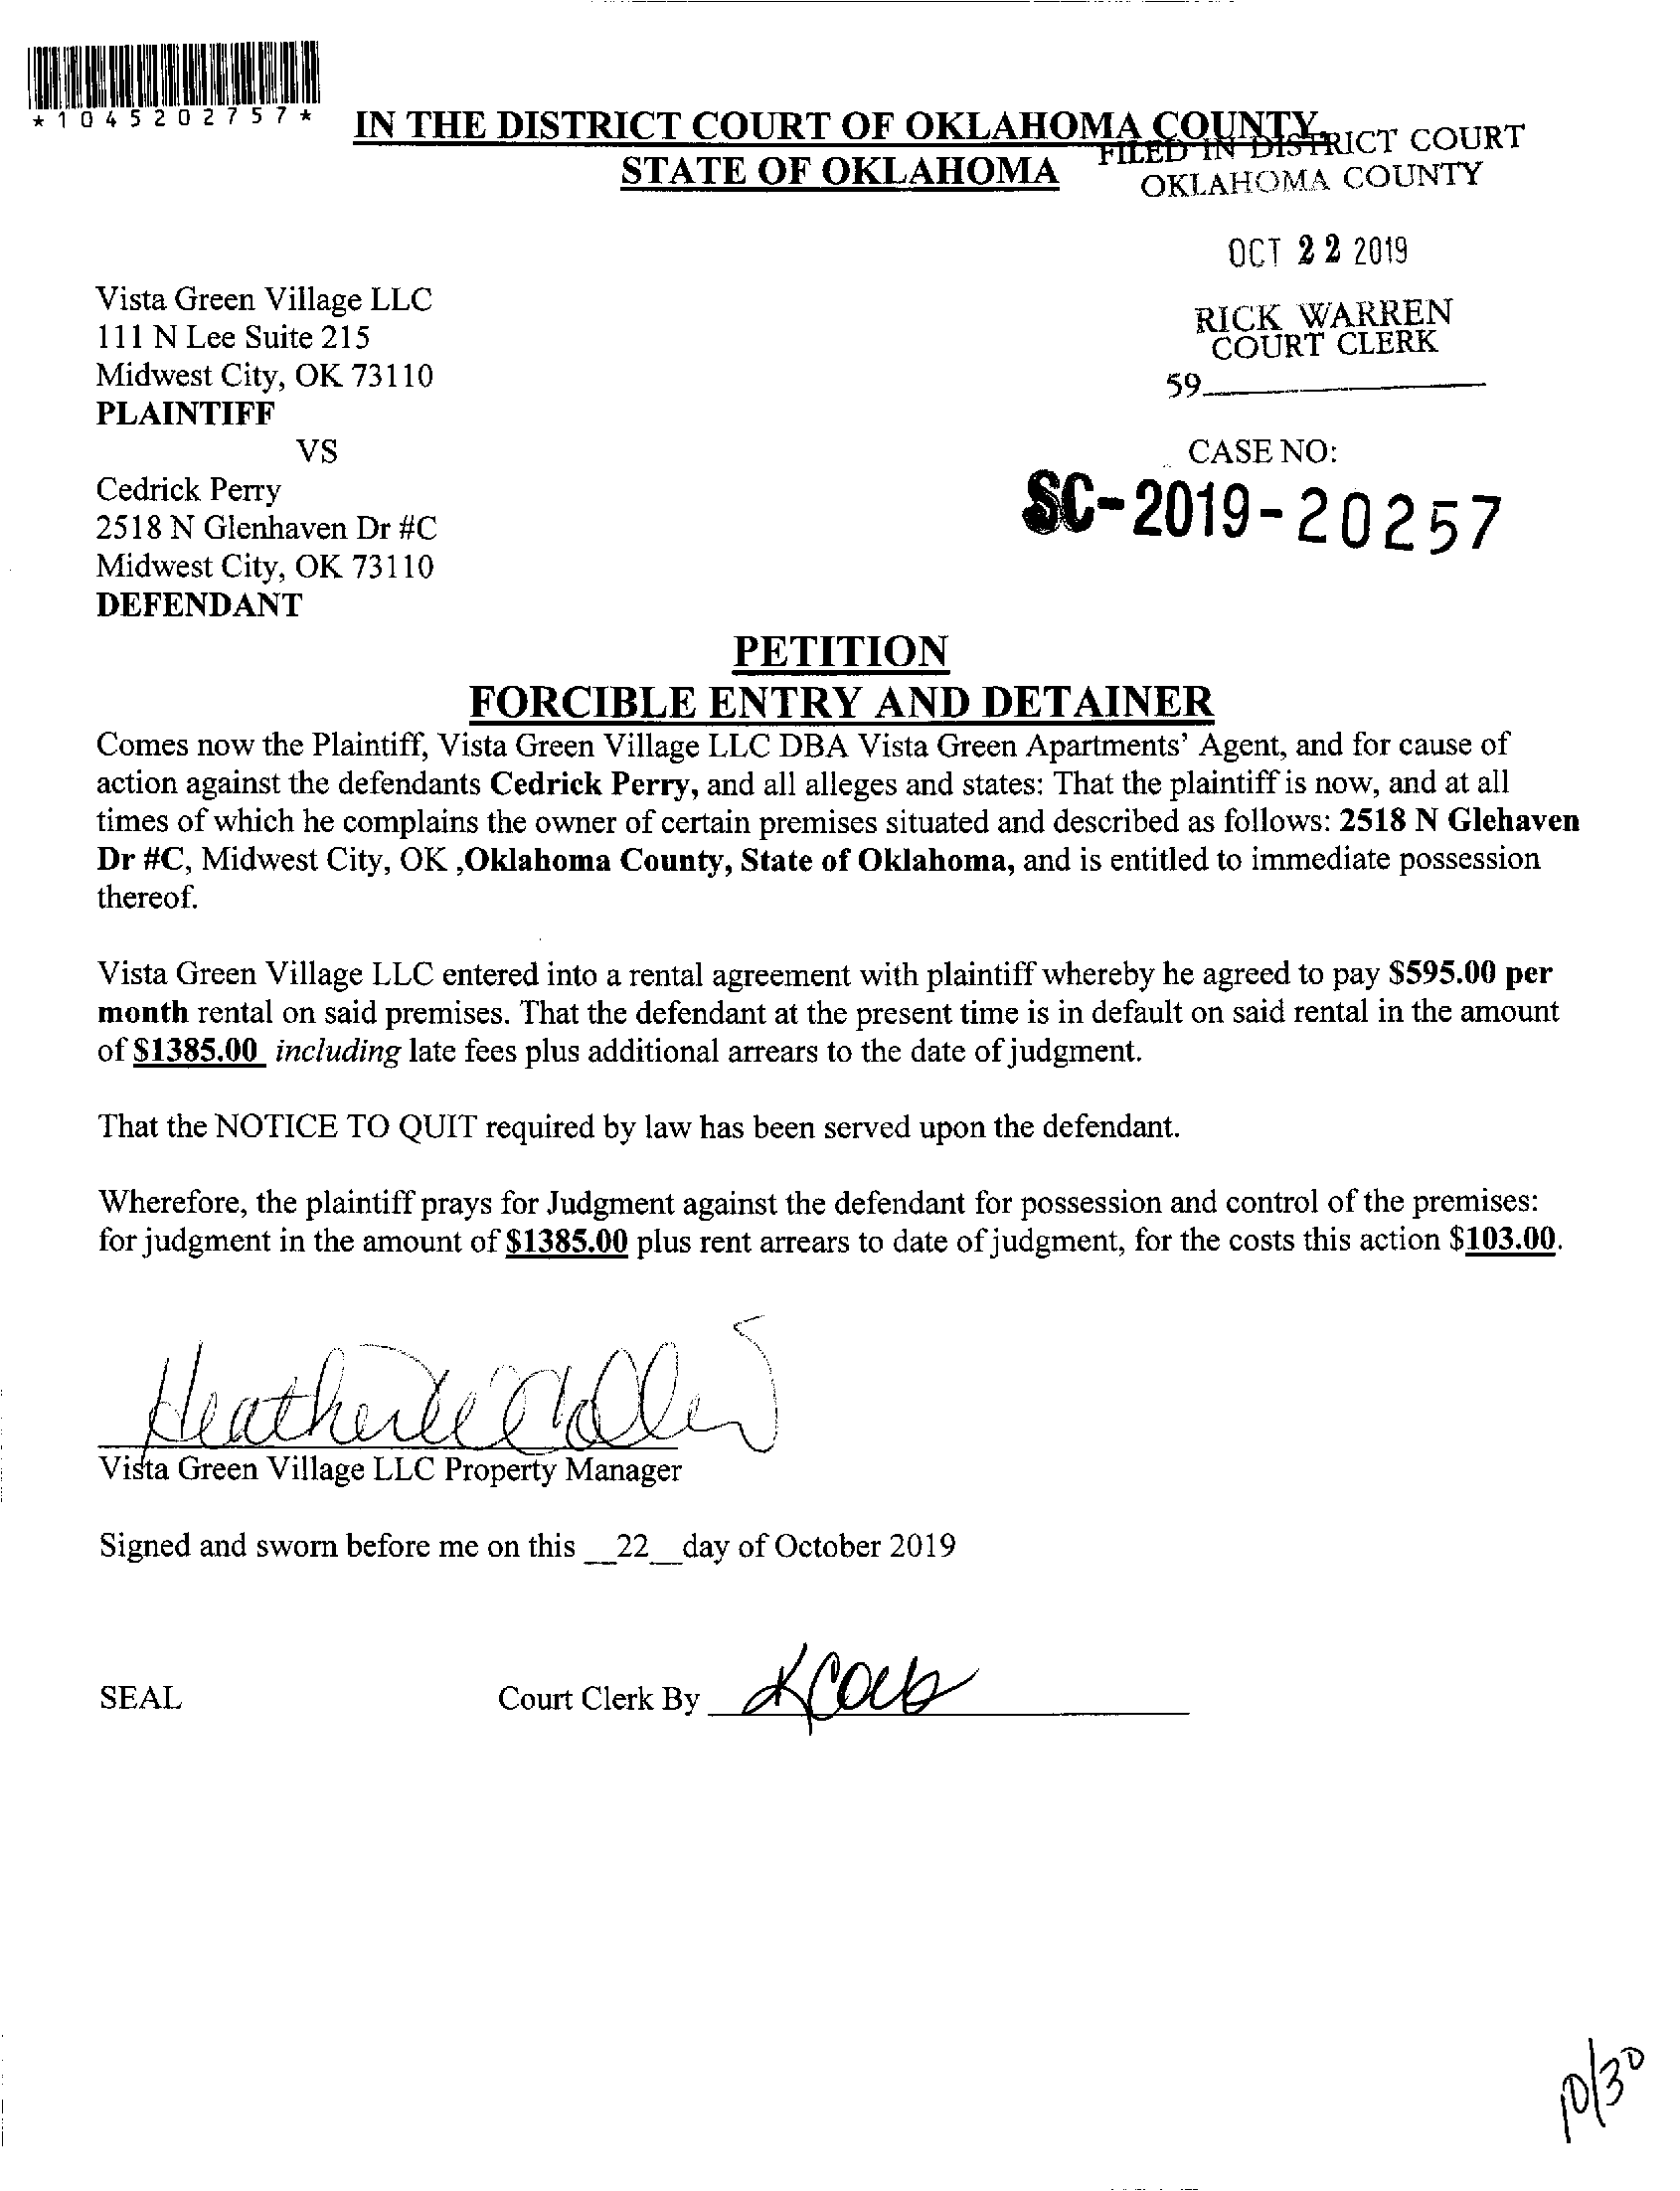 *1045202757*
IN THE DISTRICT COURT OF OKLAHOMA COUNTY
STATE OF OKLAHOMA
FILED IN DISTRICT COURT
OKLAHOMA COUNTY
OCT 22 2019
RICK WARREN
COURT CLERK
59
Vista Green Village LLC
111 N Lee Suite 215
Midwest City, OK 73110
PLAINTIFF
VS
Cedrick Perry
2518 N Glenhaven Dr #C
Midwest City, OK 73110
DEFENDANT
CASE NO:
SC-2019-20257
PETITION
FORCIBLE ENTRY AND DETAINER
Comes now the Plaintiff, Vista Green Village LLC DBA Vista Green Apartments' Agent, and for cause of
action against the defendants Cedrick Perry, and all alleges and states: That the plaintiff is now, and at all
times of which he complains the owner of certain premises situated and described as follows: 2518 N Glehaven
Dr #C, Midwest City, OK ,Oklahoma County, State of Oklahoma, and is entitled to immediate possession
thereof.
Vista Green Village LLC entered into a rental agreement with plaintiff whereby he agreed to pay $595.00 per
month rental on said premises. That the defendant at the present time is in default on said rental in the amount
of $1385.00 including late fees plus additional arrears to the date of judgment.
That the NOTICE TO QUIT required by law has been served upon the defendant.
Wherefore, the plaintiff prays for Judgment against the defendant for possession and control of the premises:
for judgment in the amount of $1385.00 plus rent arrears to date of judgment, for the costs this action $103.00.
Vista Green Village LLC Property Manager
Signed and sworn before me on this __22__day of October 2019
SEAL
Court Clerk By
10/30